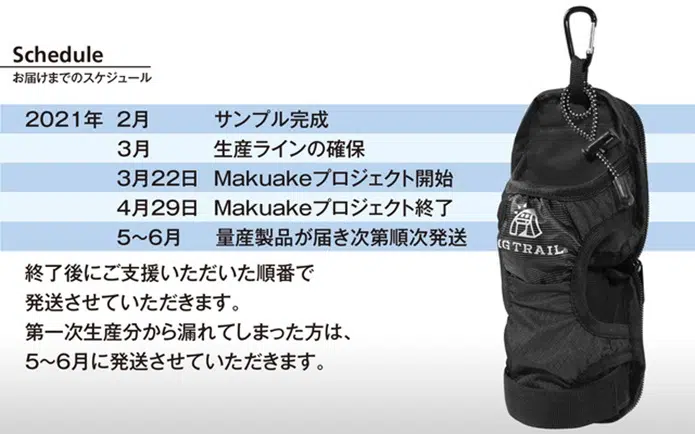 Schedule
お届けまでのスケジュール
2021年 2月 サンプル完成
3月 生産ラインの確保
3月22日 Makuakeプロジェクト開始
4月29日 Makuakeプロジェクト終了
5〜6月 量産製品が届き次第順次発送
終了後にご支援いただいた順番で
発送させていただきます。
第一次生産分から漏れてしまった方は、
5〜6月に発送させていただきます。
GTRAIL